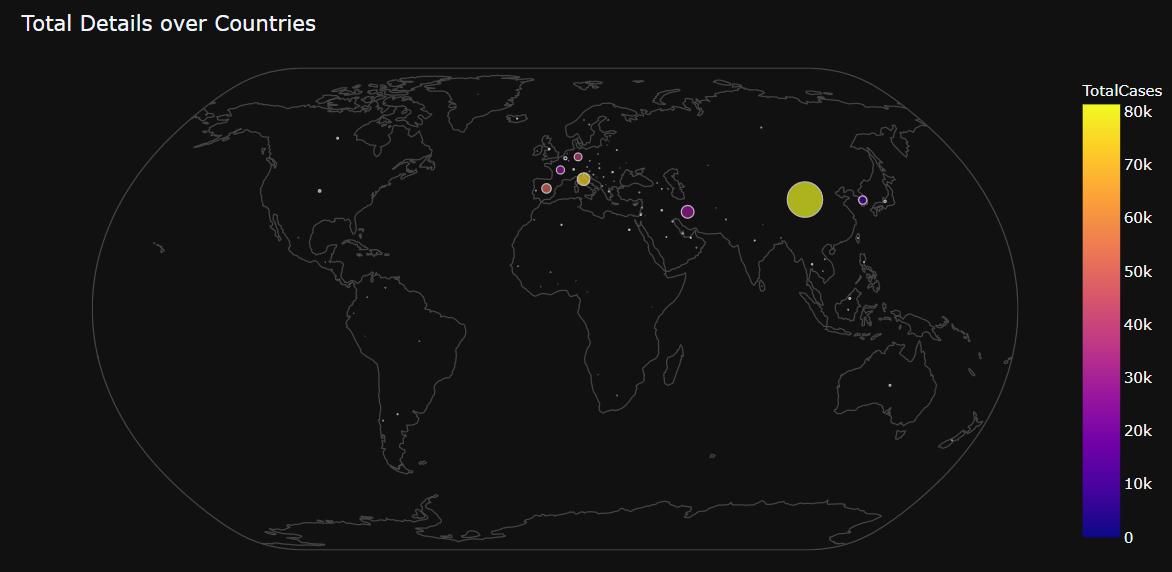 Total Details over Countries
TotalCases
80k
70k
60k
50k
40k
30k
20k
10k
0